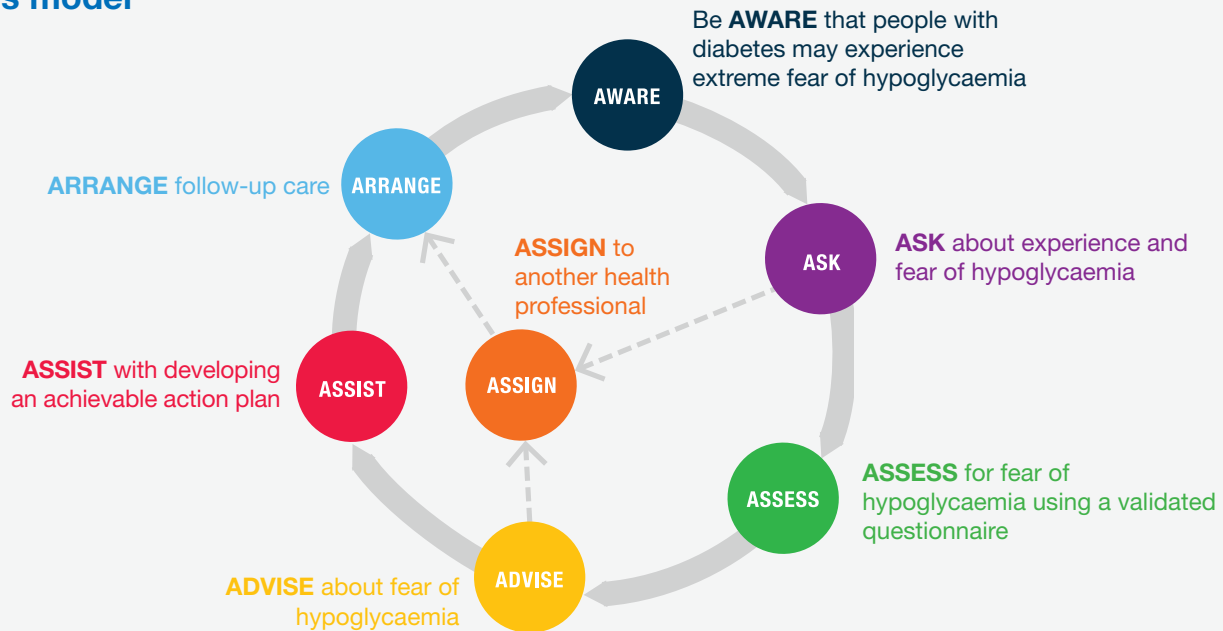 s model
Be AWARE that people with
diabetes may experience
extreme fear of hypoglycaemia
AWARE
ARRANGE follow-up care
ARRANGE
ASK
ASK about experience and
fear of hypoglycaemia
ASSIGN to
another health
professional
ASSIST with developing
an achievable action plan
ASSIST
ASSIGN
ASSESS
ASSESS for fear of
hypoglycaemia using a validated
questionnaire
ADVISE about fear of
hypoglycaemia
ADVISE